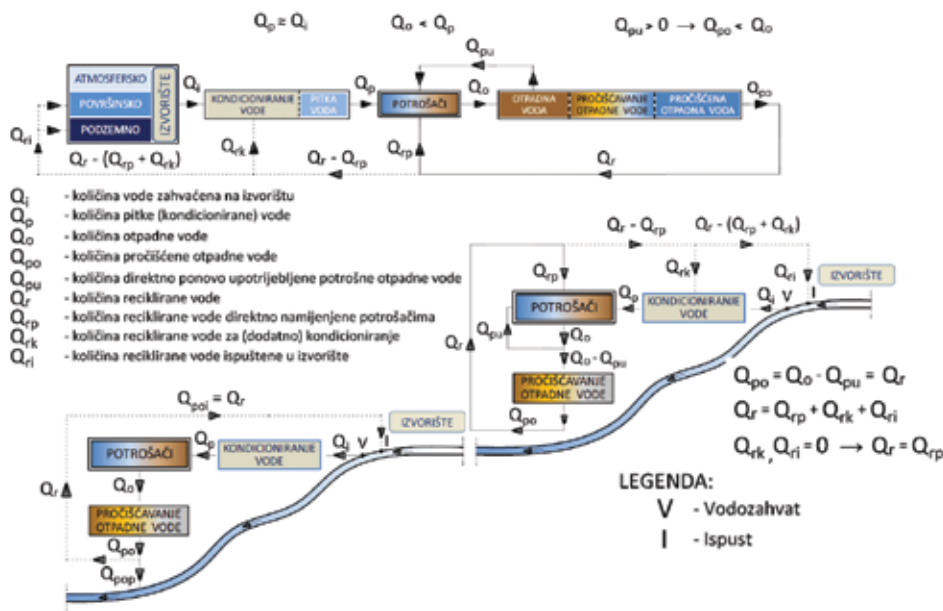 Qp ≅ Qi
Qo < Qp
Qpu > 0 → Qpo < Qo
Qpu
ATMOSFERSKO
POVRŠINSKO
PODZEMNO
IZVORIŠTE
Qi
KONDICIONIRANJE VODE
PITKA VODA
Qp
POTROŠAČI
Qo
OTPADNA VODA
PROČIŠĆAVANJE OTPADNE VODE
PROČIŠĆENA OTPADNA VODA
Qpo
Qri
Qr - (Qrp + Qrk)
Qrk
Qr - Qrp
Qrp
Qr
Qi - količina vode zahvaćena na izvorištu
Qp - količina pitke (kondicionirane) vode
Qo - količina otpadne vode
Qpo - količina pročišćene otpadne vode
Qpu - količina direktno ponovo upotrijebljene potrošne otpadne vode
Qr - količina reciklirane vode
Qrp - količina reciklirane vode direktno namijenjene potrošačima
Qrk - količina reciklirane vode za (dodatno) kondicioniranje
Qri - količina reciklirane vode ispuštene u izvorište
Qr - Qrp
Qr - (Qrp + Qrk)
Qrp
Qrk
Qri
IZVORIŠTE
POTROŠAČI
Qp
KONDICIONIRANJE VODE
Qi
V
I
Qpu
Qo
Qr
Qo - Qpu
PROČIŠĆAVANJE OTPADNE VODE
Qpo
Qpo = Qo - Qpu = Qr
Qr = Qrp + Qrk + Qri
Qrk, Qri = 0 → Qr = Qrp
Qpoi = Qr
IZVORIŠTE
POTROŠAČI
Qp
KONDICIONIRANJE VODE
Qi
V
I
Qo
Qr
PROČIŠĆAVANJE OTPADNE VODE
Qpo
Qpop
LEGENDA:
V - Vodozahvat
I - Ispust